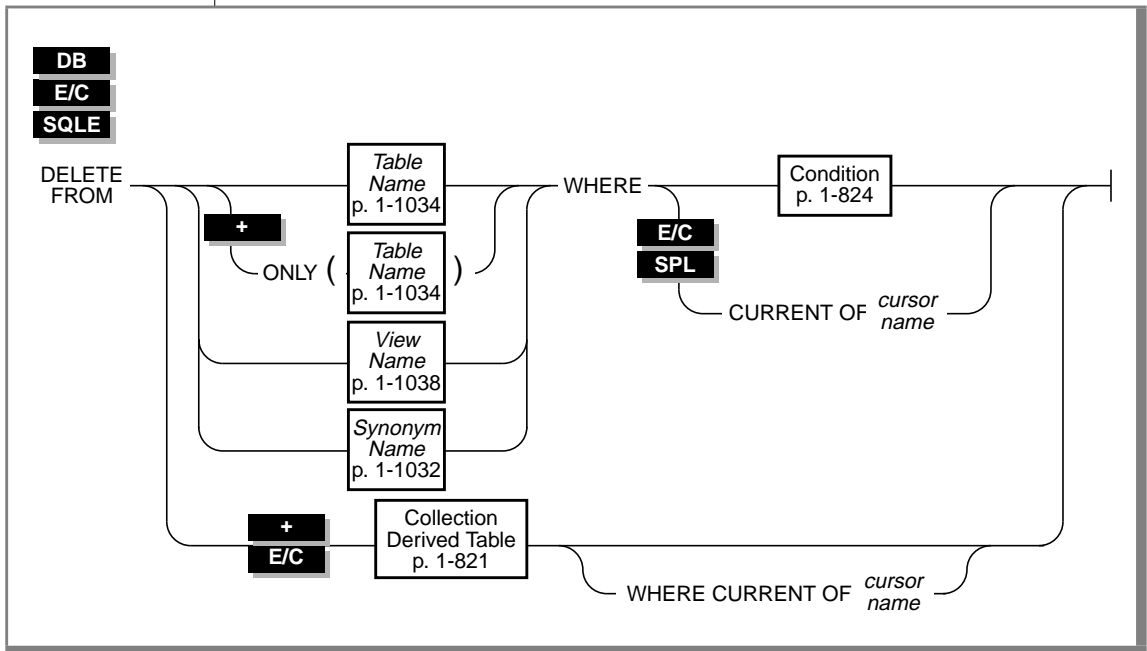 DB
E/C
SQLE
DELETE
FROM
Table
Name
p. 1-1034
WHERE
Condition
p. 1-824
+
ONLY (
Table
Name
p. 1-1034
)
E/C
SPL
CURRENT OF cursor
name
View
Name
p. 1-1038
Synonym
Name
p. 1-1032
+
E/C
Collection
Derived Table
p. 1-821
WHERE CURRENT OF cursor
name